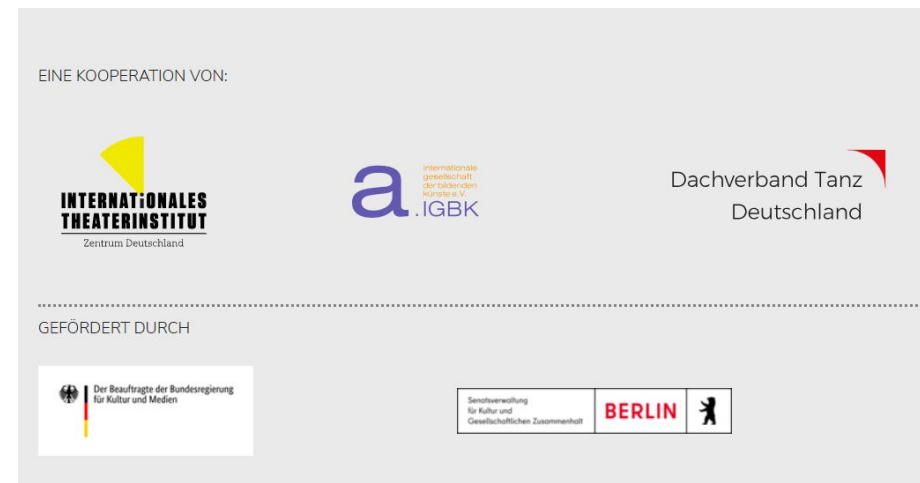 EINE KOOPERATION VON:
INTERNATiONALES
THEATERINSTITUT
Zentrum Deutschland
a
internationale
gesellschaft
der bildenden
künste e.V.
.IGBK
Dachverband Tanz
Deutschland
GEFÖRDERT DURCH
Der Beauftragte der Bundesregierung
für Kultur und Medien
Senatsverwaltung
für Kultur und
Gesellschaftlichen Zusammenhalt
BERLIN